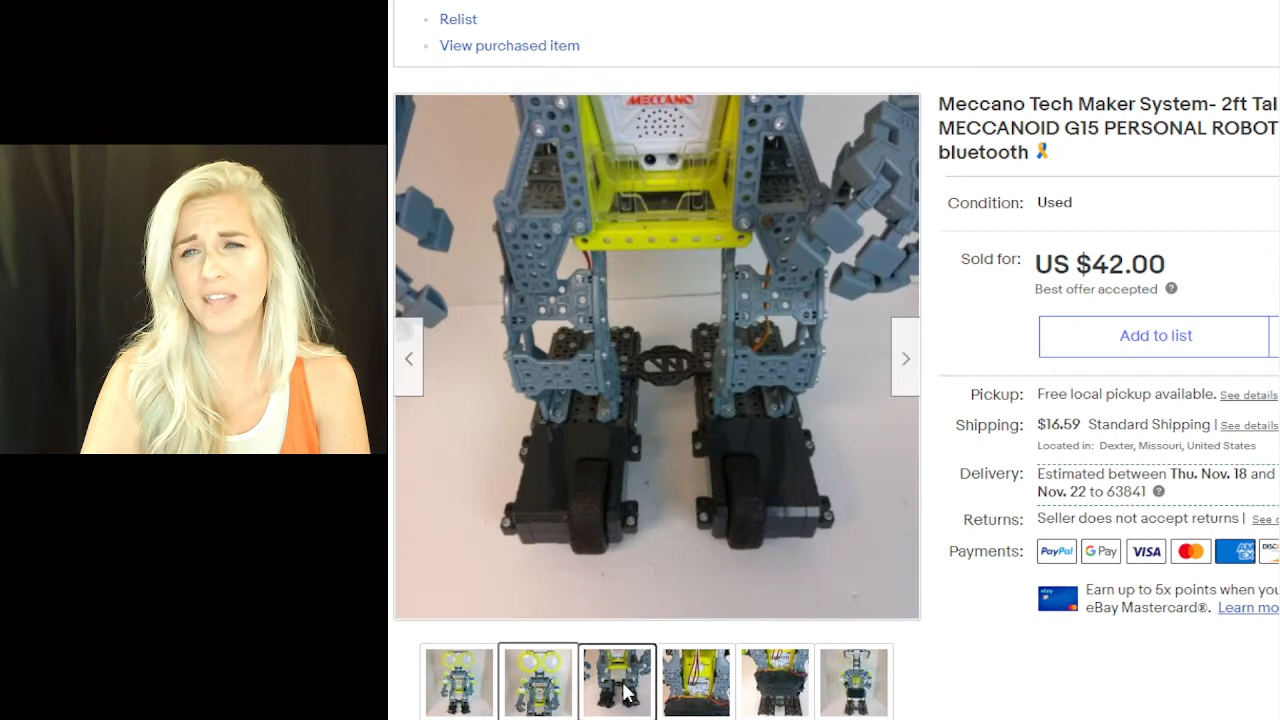 Relist
View purchased item
MECCANO
Meccano Tech Maker System- 2ft Tal
MECCANOID G15 PERSONAL ROBOT
bluetooth
Condition: Used
Sold for: US $42.00
Best offer accepted
Add to list
Pickup: Free local pickup available. See details
Shipping: $16.59 Standard Shipping | See details
Located in: Dexter, Missouri, United States
Delivery: Estimated between Thu. Nov. 18 and
Nov. 22 to 63841
Returns: Seller does not accept returns | See
Payments: PayPal G Pay VISA AM EX DISC
Earn up to 5x points when you
eBay Mastercard®. Learn mo